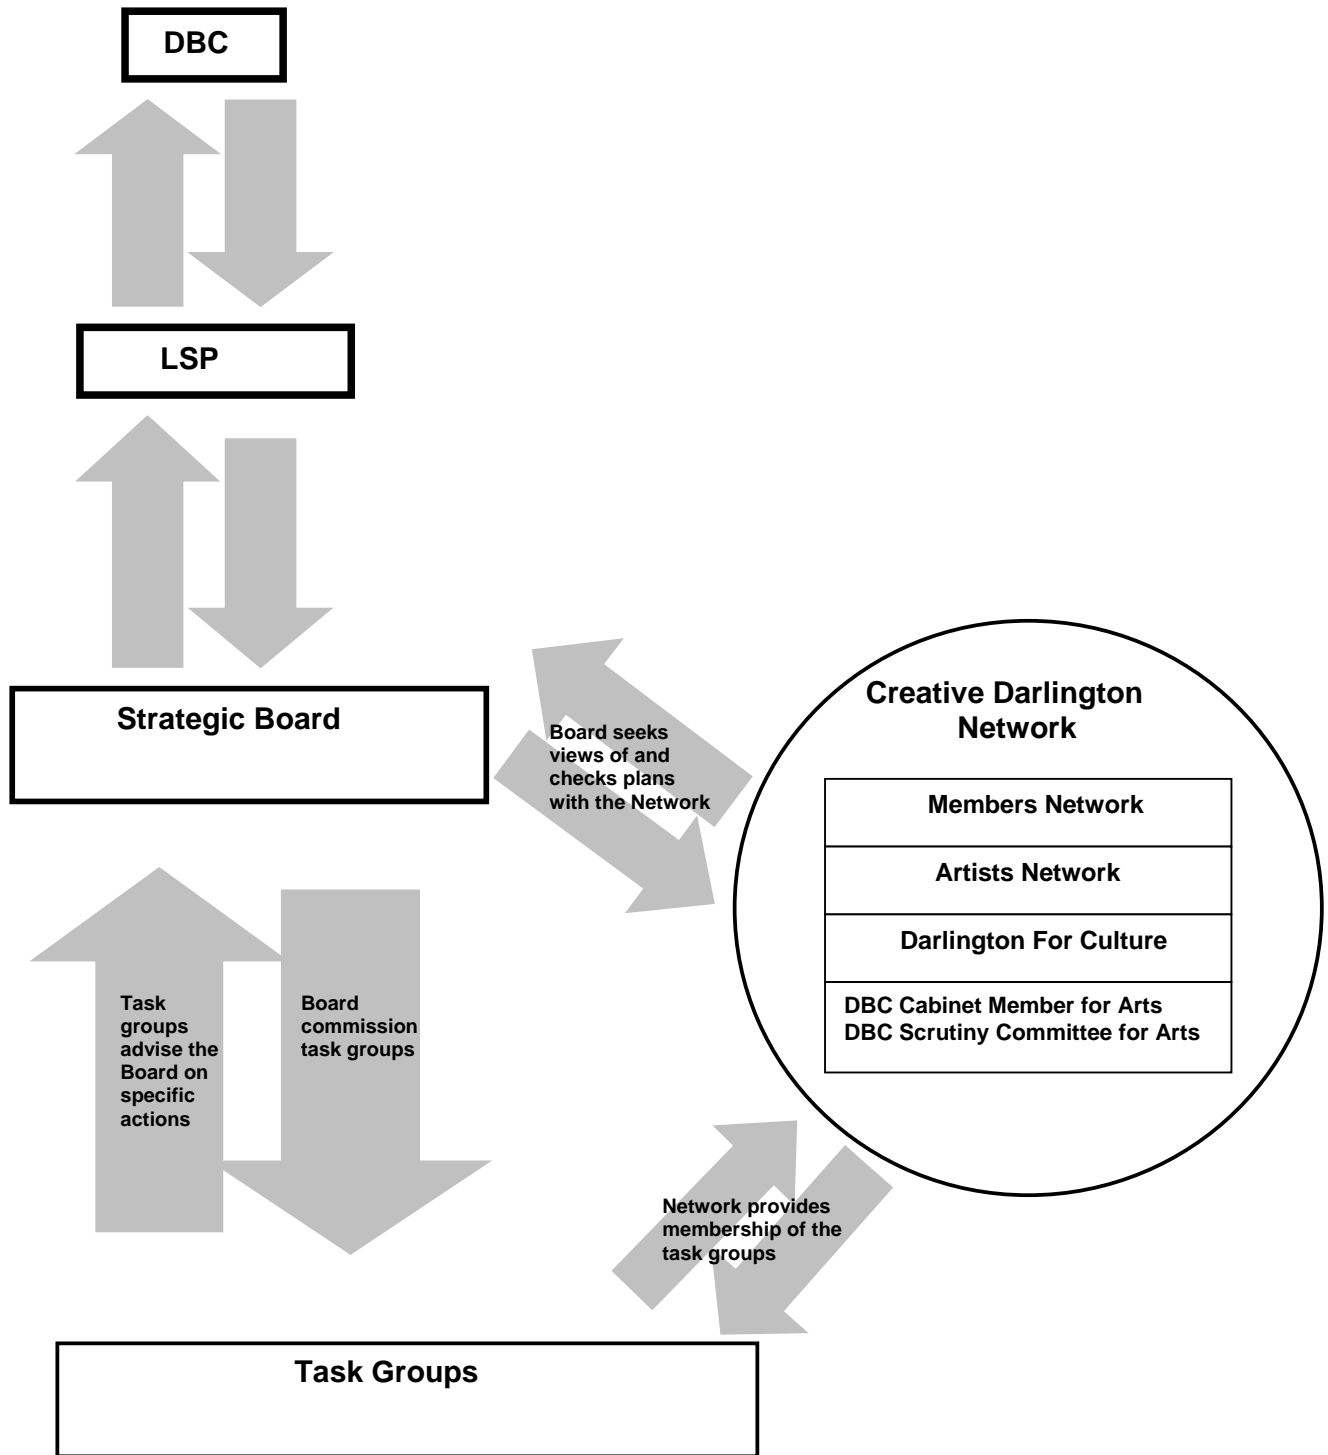 DBC
LSP
Strategic Board
Board seeks
views of and
checks plans
with the Network
Creative Darlington
Network
Members Network
Artists Network
Darlington For Culture
DBC Cabinet Member for Arts
DBC Scrutiny Committee for Arts
Task
groups
advise the
Board on
specific
actions
Board
commission
task groups
Network provides
membership of the
task groups
Task Groups